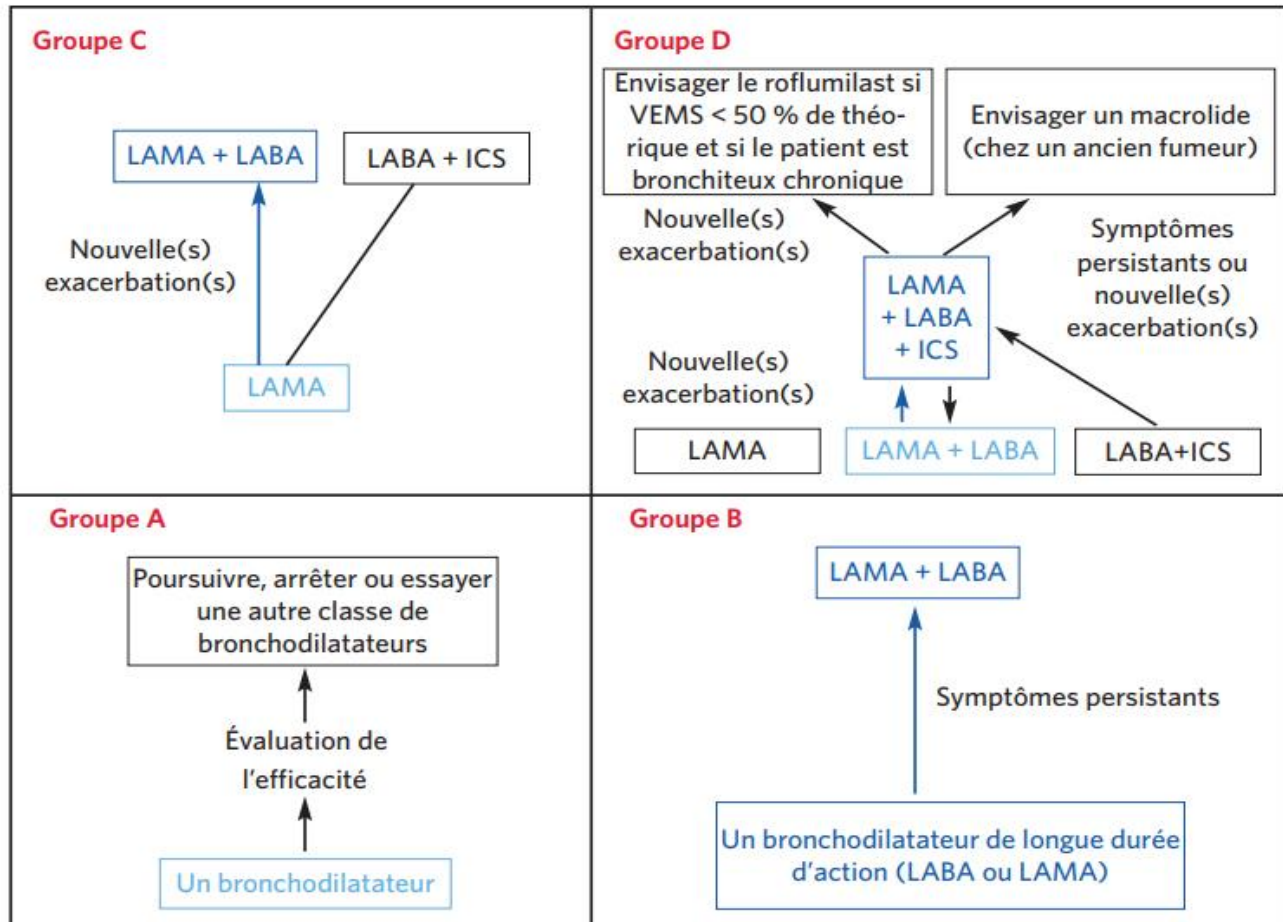 Groupe C
LAMA + LABA
LABA + ICS
Nouvelle(s)
exacerbation(s)
LAMA
Groupe D
Envisager le roflumilast si
VEMS < 50 % de théo-
rique et si le patient est
bronchiteux chronique
Envisager un macrolide
(chez un ancien fumeur)
Nouvelle(s)
exacerbation(s)
Symptômes
persistants ou
nouvelle(s)
exacerbation(s)
LAMA
+ LABA
+ ICS
Nouvelle(s)
exacerbation(s)
LAMA
LAMA + LABA
LABA+ICS
Groupe A
Poursuivre, arrêter ou essayer
une autre classe de
bronchodilatateurs
Évaluation de
l'efficacité
Un bronchodilatateur
Groupe B
LAMA + LABA
Symptômes persistants
Un bronchodilatateur de longue durée
d'action (LABA ou LAMA)